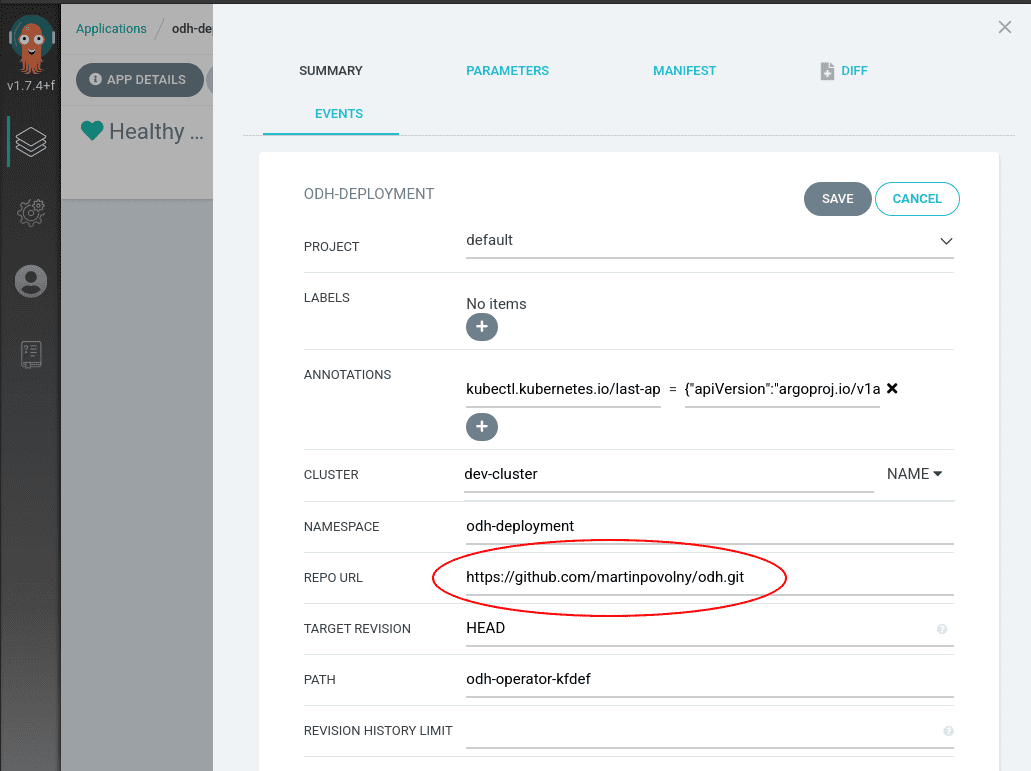 Applications / odh-dep
v1.7.4+f
APP DETAILS
Healthy ...
SUMMARY
PARAMETERS
MANIFEST
DIFF
EVENTS
ODH-DEPLOYMENT
SAVE
CANCEL
PROJECT
default
LABELS
No items
ANNOTATIONS
kubectl.kubernetes.io/last-ap = {"apiVersion":"argoproj.io/v1a
CLUSTER
dev-cluster
NAME
NAMESPACE
odh-deployment
REPO URL
https://github.com/martinpovolny/odh.git
TARGET REVISION
HEAD
PATH
odh-operator-kfdef
REVISION HISTORY LIMIT